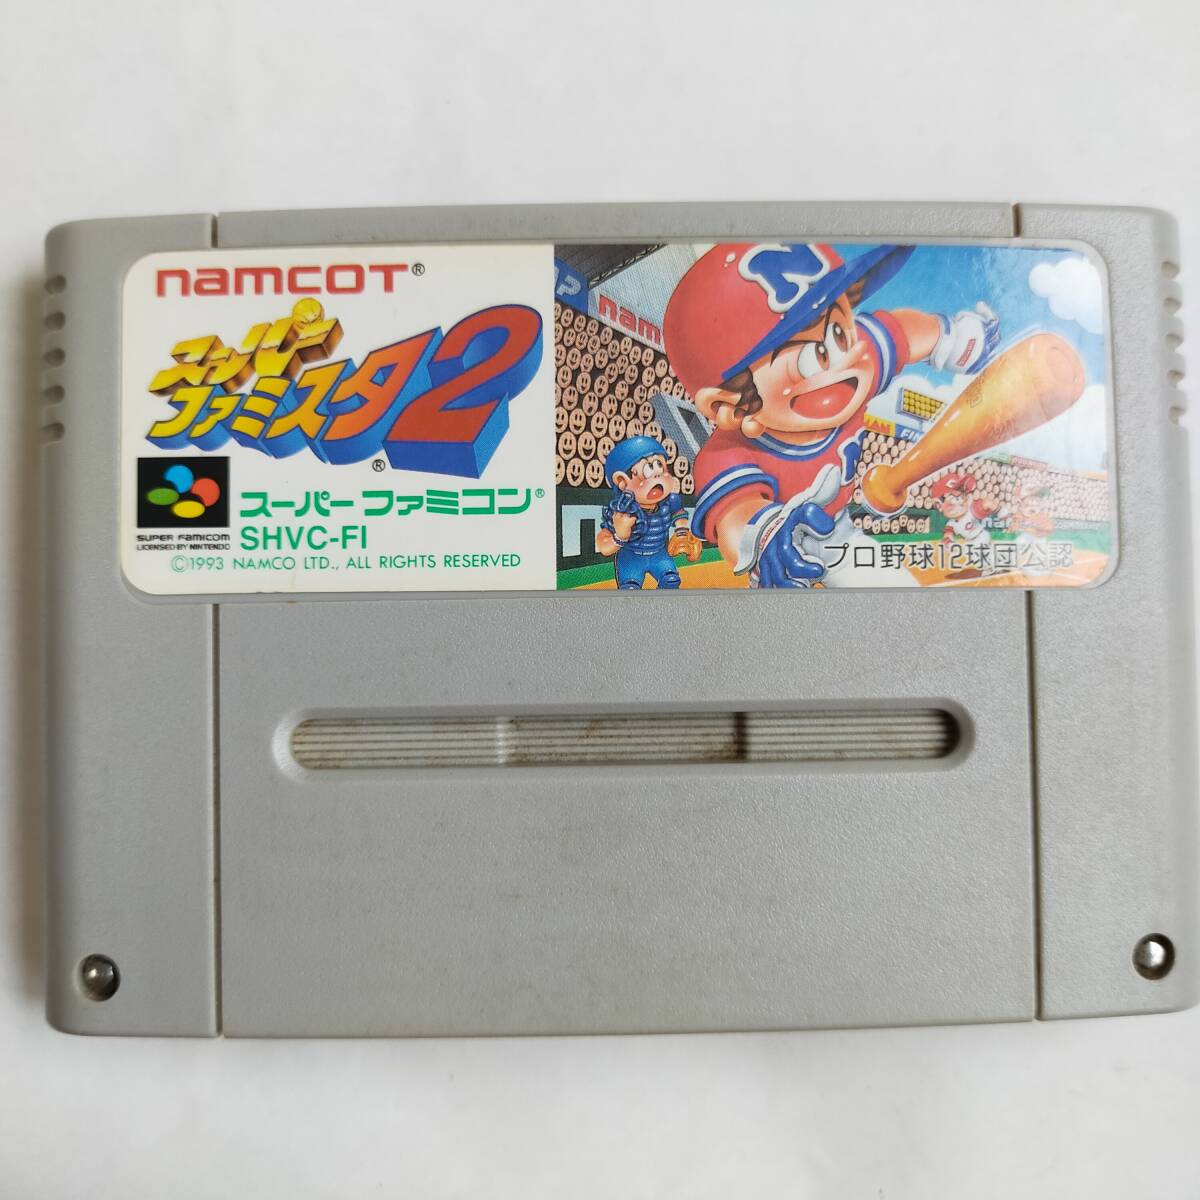 namcoT®
スーパー
ファミスタ2®
スーパーファミコン®
SUPER FAMICOM
LICENSED BY NINTENDO
SHVC-FI
©1993 NAMCO LTD., ALL RIGHTS RESERVED
nam
N
プロ野球12球団公認